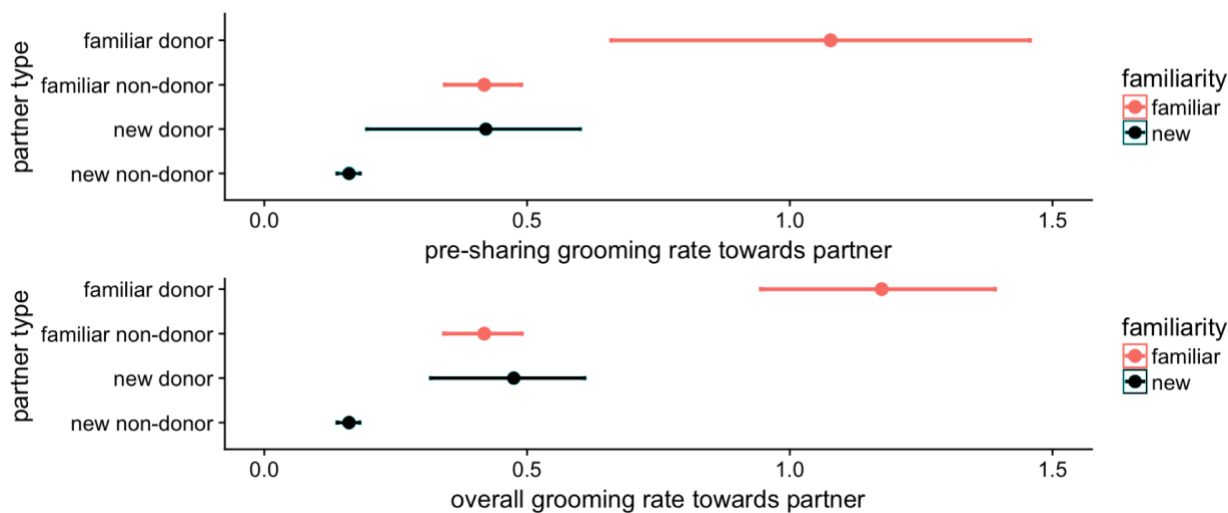 partner type
familiar donor
familiar non-donor
new donor
new non-donor
0.0 0.5 1.0 1.5
pre-sharing grooming rate towards partner
familiarity
familiar
new
partner type
familiar donor
familiar non-donor
new donor
new non-donor
0.0 0.5 1.0 1.5
overall grooming rate towards partner
familiarity
familiar
new